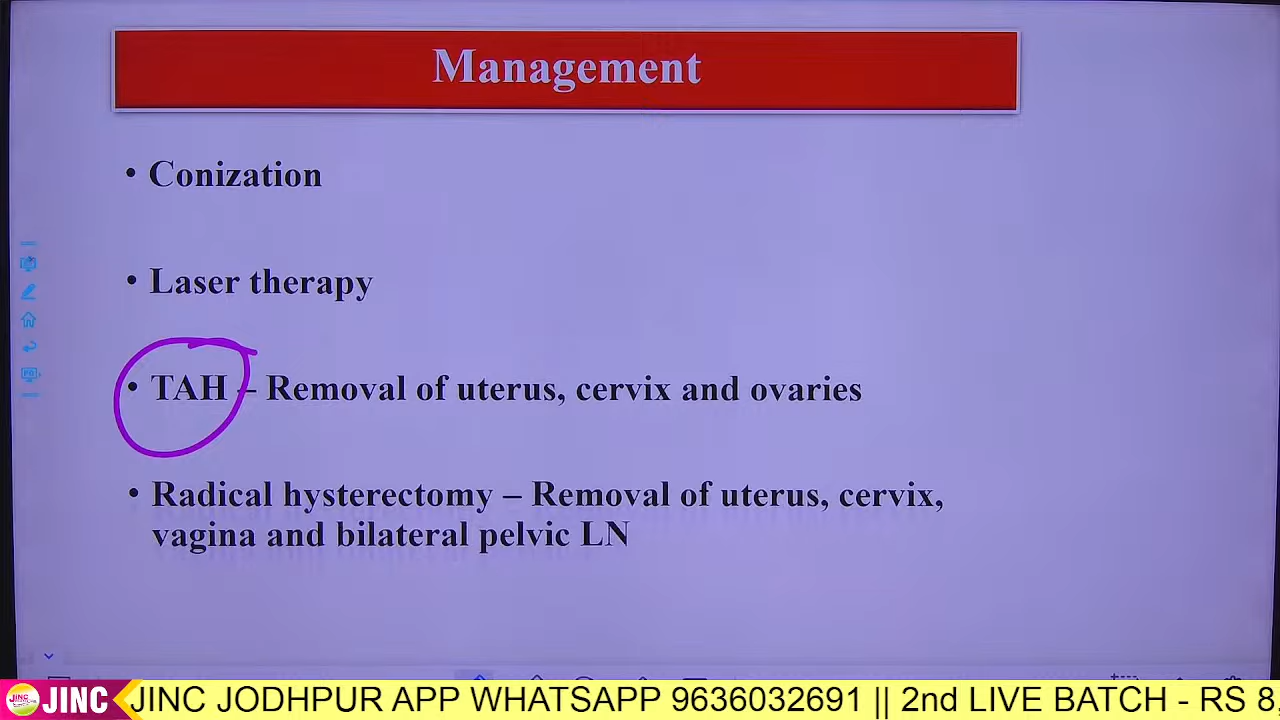 Management
• Conization
• Laser therapy
• TAH – Removal of uterus, cervix and ovaries
• Radical hysterectomy – Removal of uterus, cervix,
vagina and bilateral pelvic LN
JINC JINC JODHPUR APP WHATSAPP 9636032691 || 2nd LIVE BATCH - RS 8,